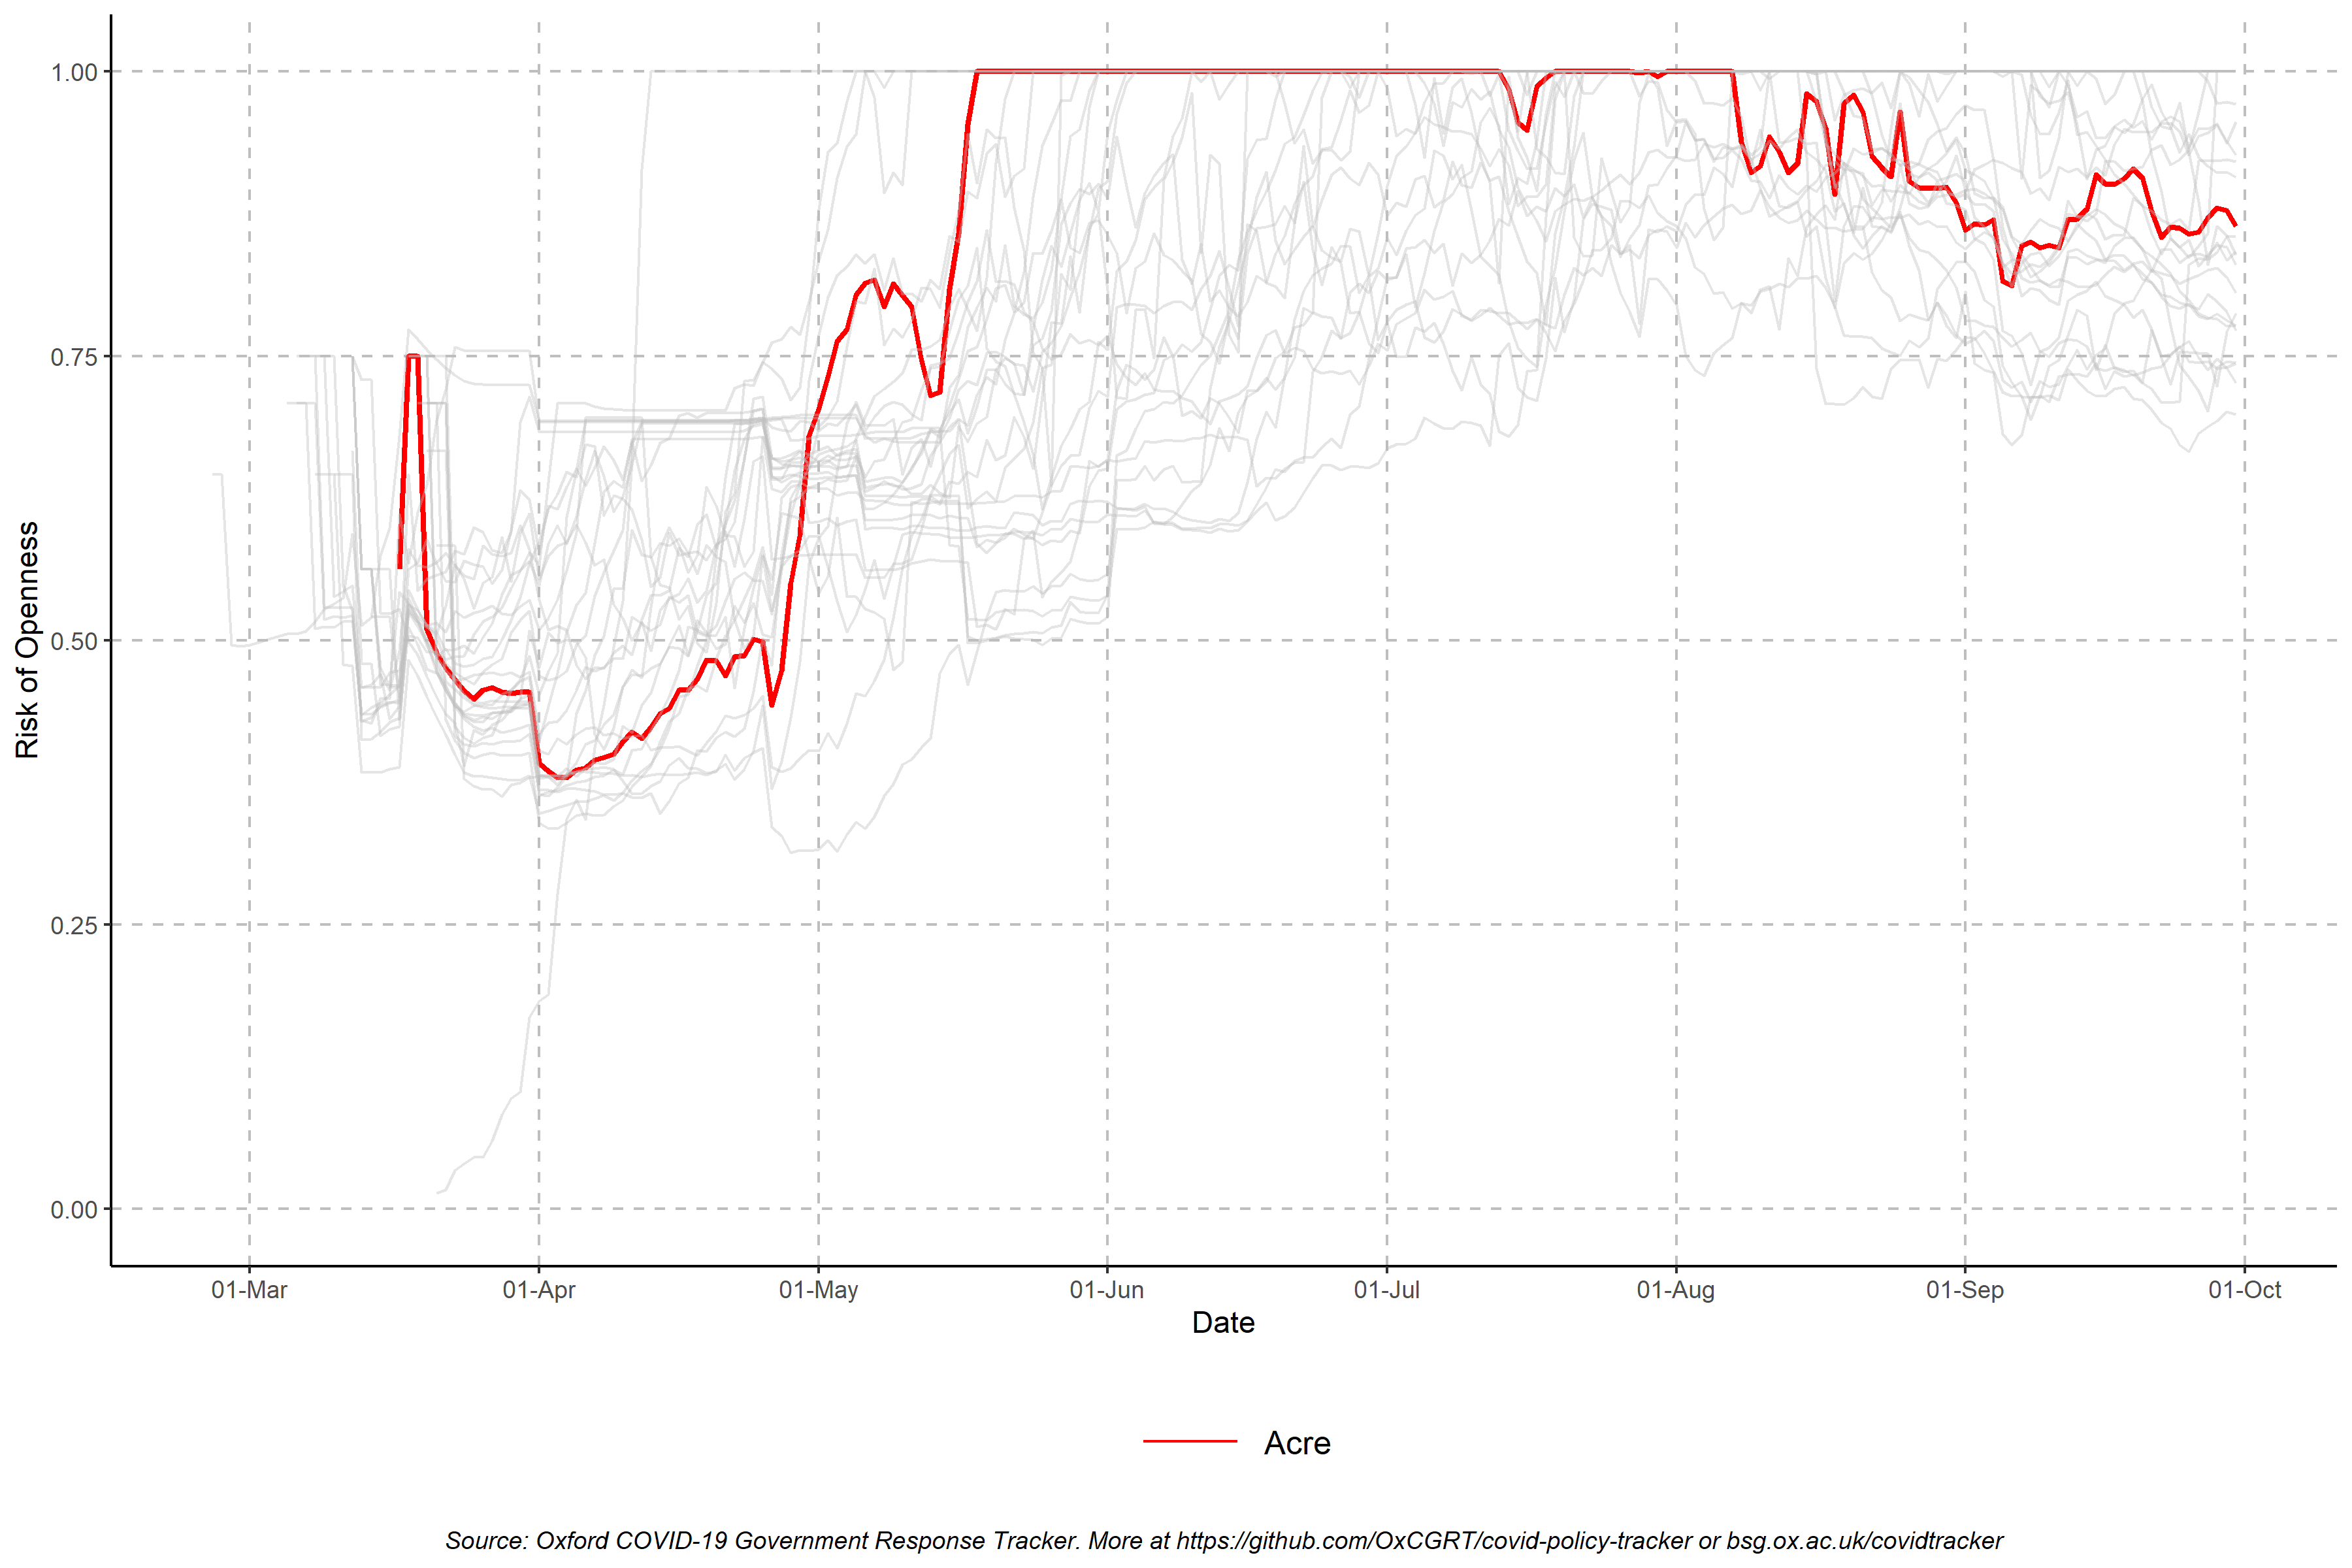 Risk of Openness
1.00
0.75
0.50
0.25
0.00
01-Mar 01-Apr 01-May 01-Jun 01-Jul 01-Aug 01-Sep 01-Oct
Date
Acre
Source: Oxford COVID-19 Government Response Tracker. More at https://github.com/OxCGRT/covid-policy-tracker or bsg.ox.ac.uk/covidtracker